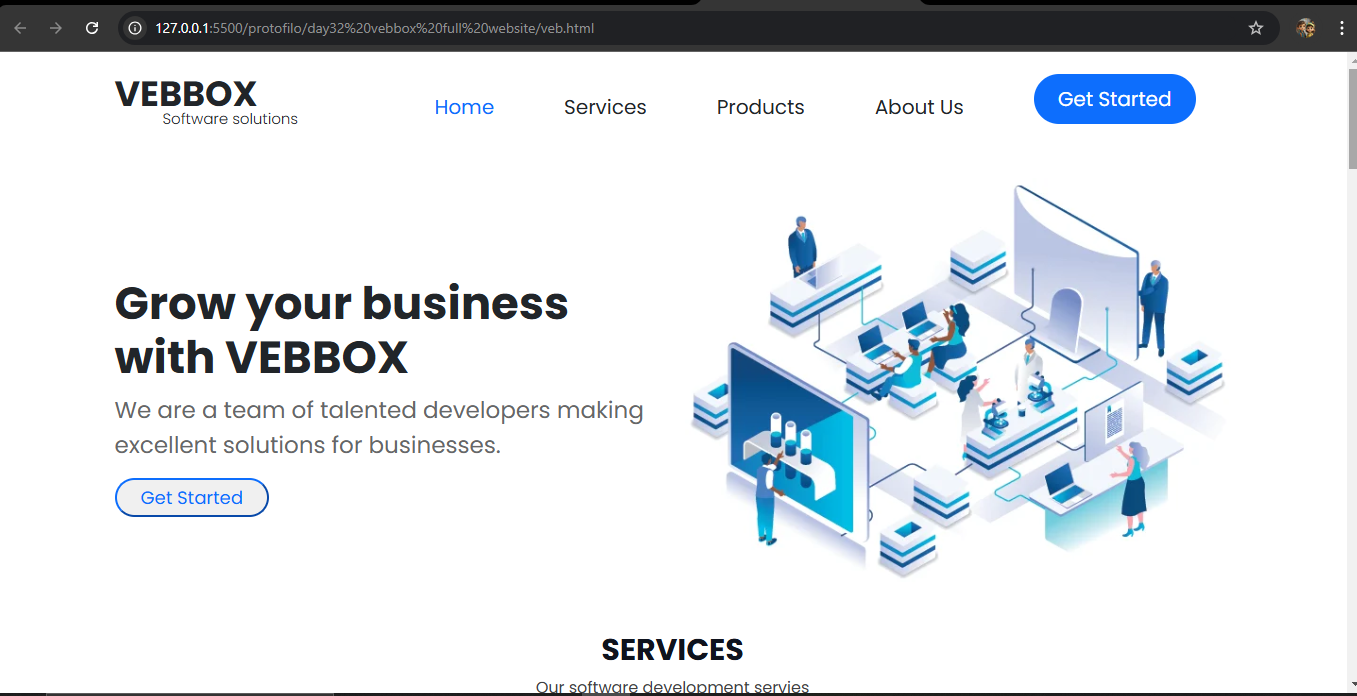 127.0.0.1:5500/protofilo/day32%20vebbox%20full%20website/veb.html
VEBBOX
Software solutions
Home
Services
Products
About Us
Get Started
Grow your business
with VEBBOX
We are a team of talented developers making
excellent solutions for businesses.
Get Started
SERVICES
Our software development servies